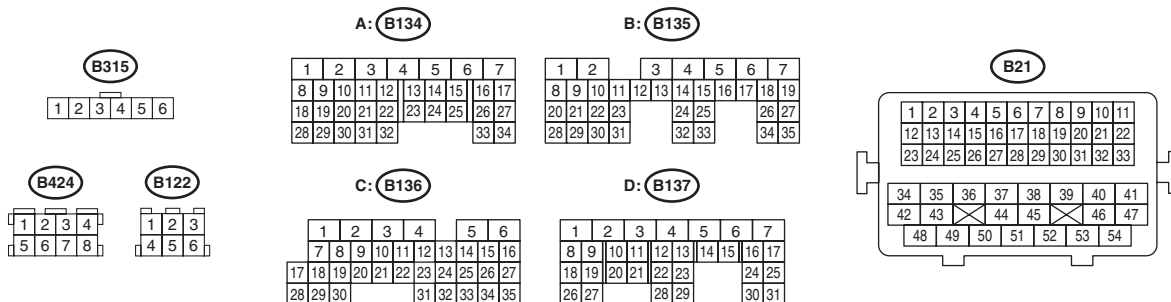 B315
1 2 3 4 5 6
B424
1 2 3 4
5 6 7 8
B122
1 2 3
4 5 6
A: B134
1 2 3 4 5 6 7
8 9 10 11 12 13 14 15 16 17
18 19 20 21 22 23 24 25 26 27
28 29 30 31 32 33 34
B: B135
1 2 3 4 5 6 7
8 9 10 11 12 13 14 15 16 17 18 19
20 21 22 23 24 25 26 27
28 29 30 31 32 33 34 35
C: B136
1 2 3 4 5 6
7 8 9 10 11 12 13 14 15 16
17 18 19 20 21 22 23 24 25 26 27
28 29 30 31 32 33 34 35
D: B137
1 2 3 4 5 6 7
8 9 10 11 12 13 14 15 16 17
18 19 20 21 22 23 24 25
26 27 28 29 30 31
B21
1 2 3 4 5 6 7 8 9 10 11
12 13 14 15 16 17 18 19 20 21 22
23 24 25 26 27 28 29 30 31 32 33
34 35 36 37 38 39 40 41
42 43 44 45 46 47
48 49 50 51 52 53 54